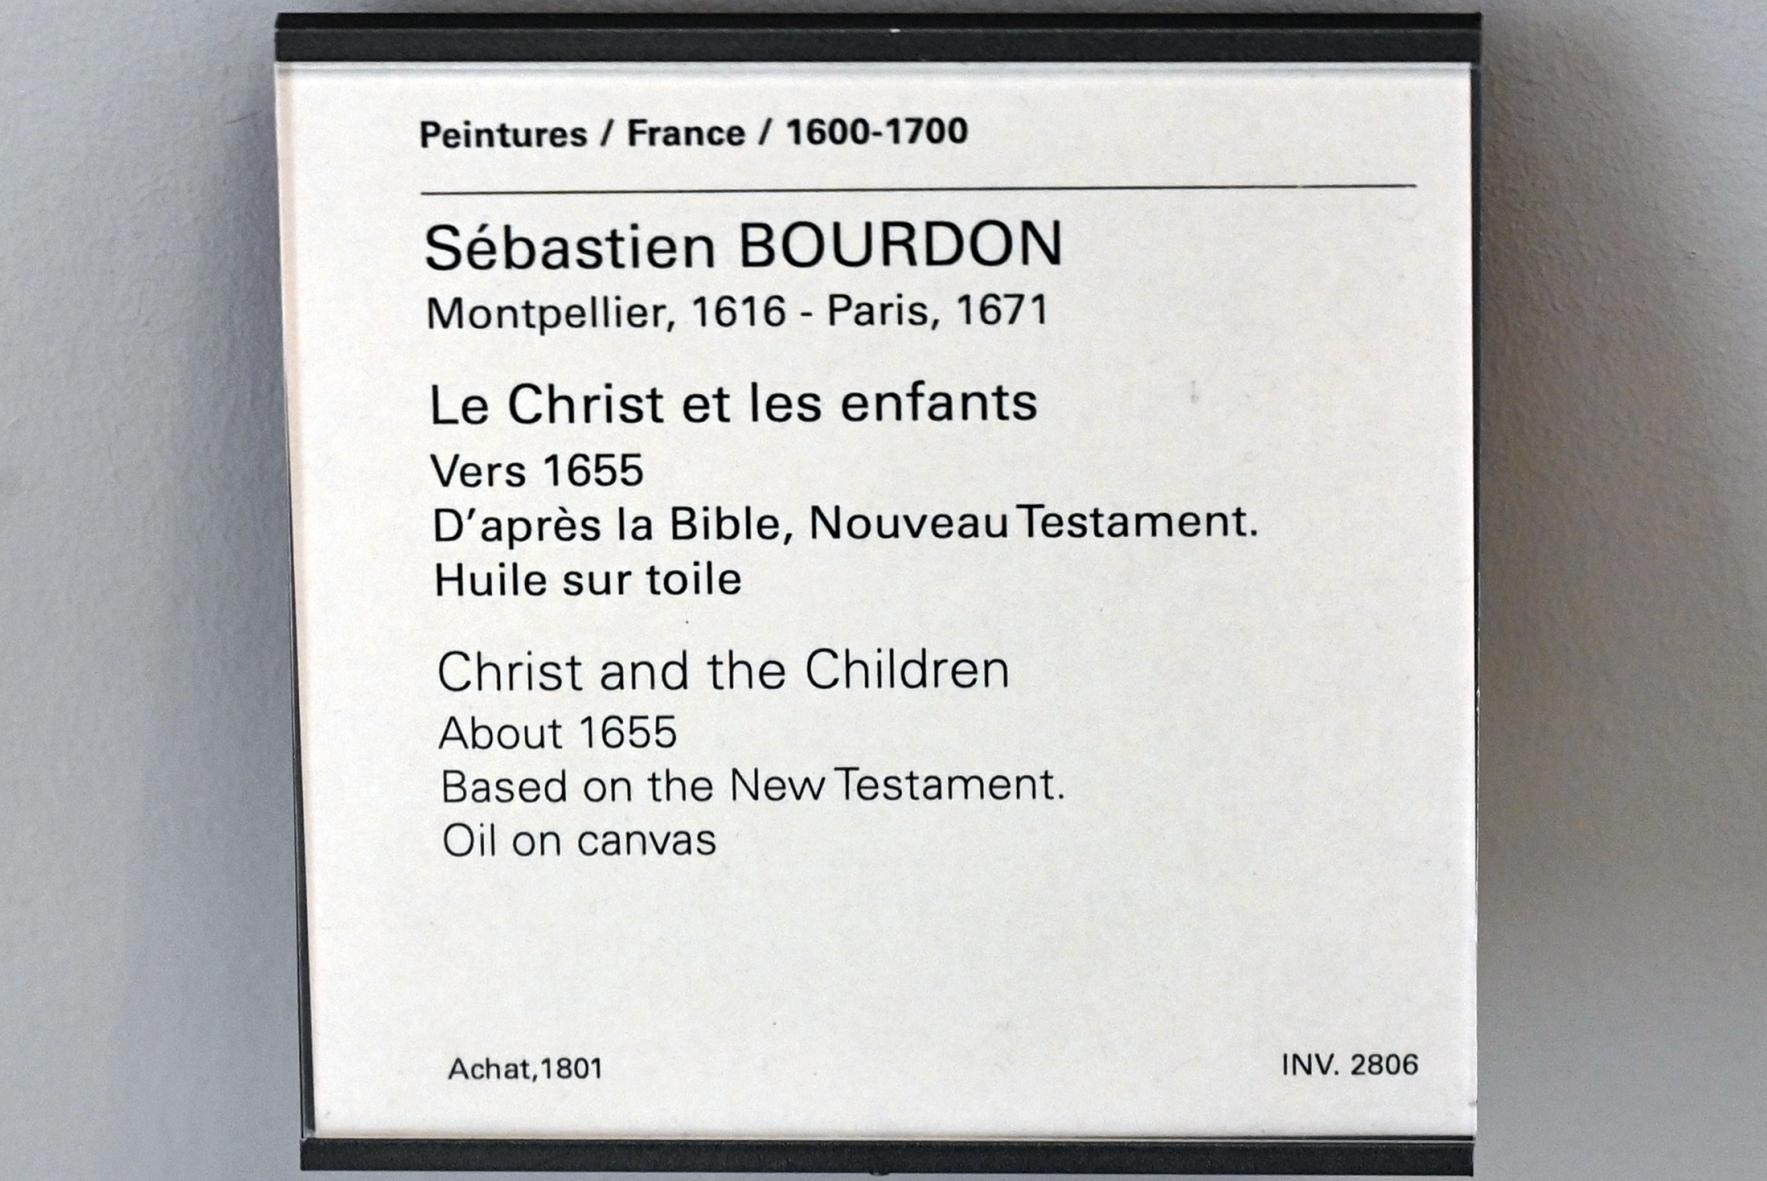 Peintures / France / 1600-1700
Sébastien BOURDON
Montpellier, 1616 - Paris, 1671
Le Christ et les enfants
Vers 1655
D'après la Bible, Nouveau Testament.
Huile sur toile
Christ and the Children
About 1655
Based on the New Testament.
Oil on canvas
Achat,1801
INV. 2806